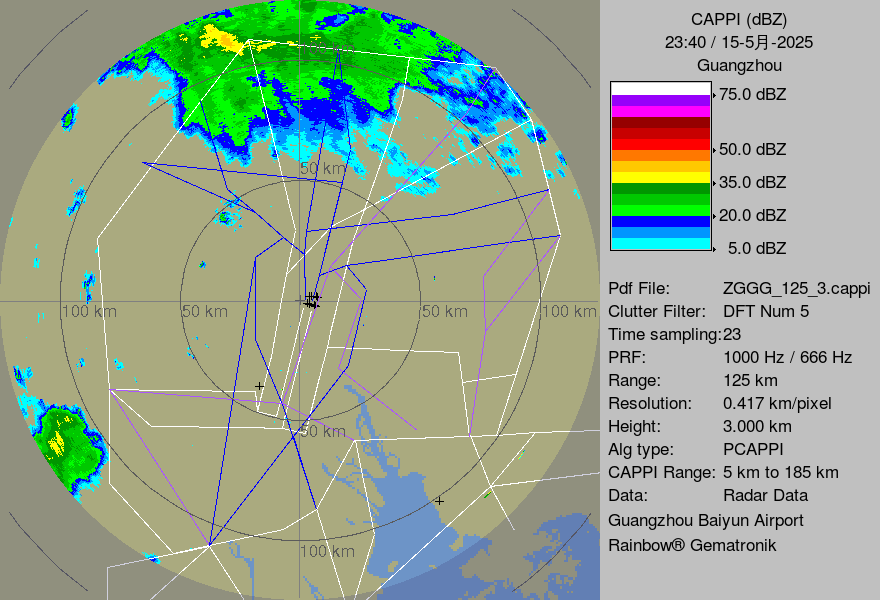 CAPPI (dBZ)
23:40 / 15-5月-2025
Guangzhou
75.0 dBZ
50.0 dBZ
35.0 dBZ
20.0 dBZ
5.0 dBZ
50 km
100 km
50 km
50 km
100 km
50 km
100 km
Pdf File: ZGGG_125_3.cappi
Clutter Filter: DFT Num 5
Time sampling:23
PRF: 1000 Hz / 666 Hz
Range: 125 km
Resolution: 0.417 km/pixel
Height: 3.000 km
Alg type: PCAPPI
CAPPI Range: 5 km to 185 km
Data: Radar Data
Guangzhou Baiyun Airport
Rainbow® Gematronik